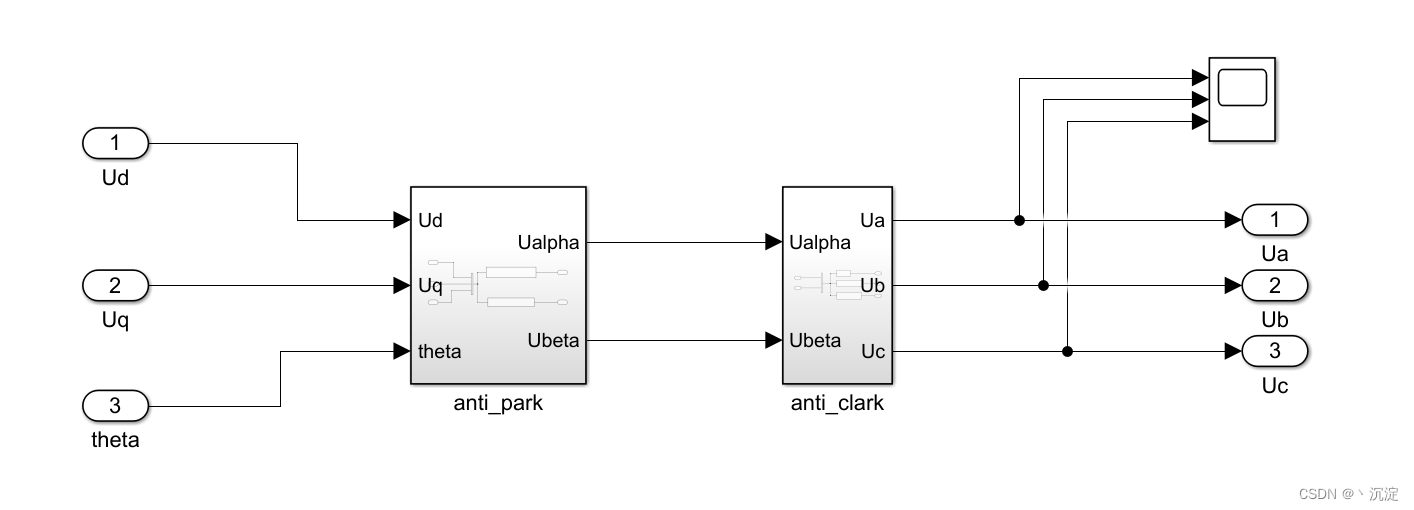 1
Ud
2
Uq
3
theta
Ud
Uq
theta
Ualpha
Ubeta
anti_park
Ualpha
Ubeta
Ua
Ub
Uc
anti_clark
1
Ua
2
Ub
3
Uc
CSDN @丶沉淀